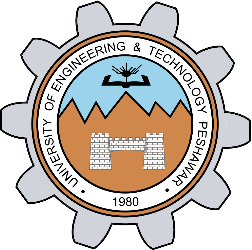 UNIVERSITY OF ENGINEERING & TECHNOLOGY PESHAWAR
1980